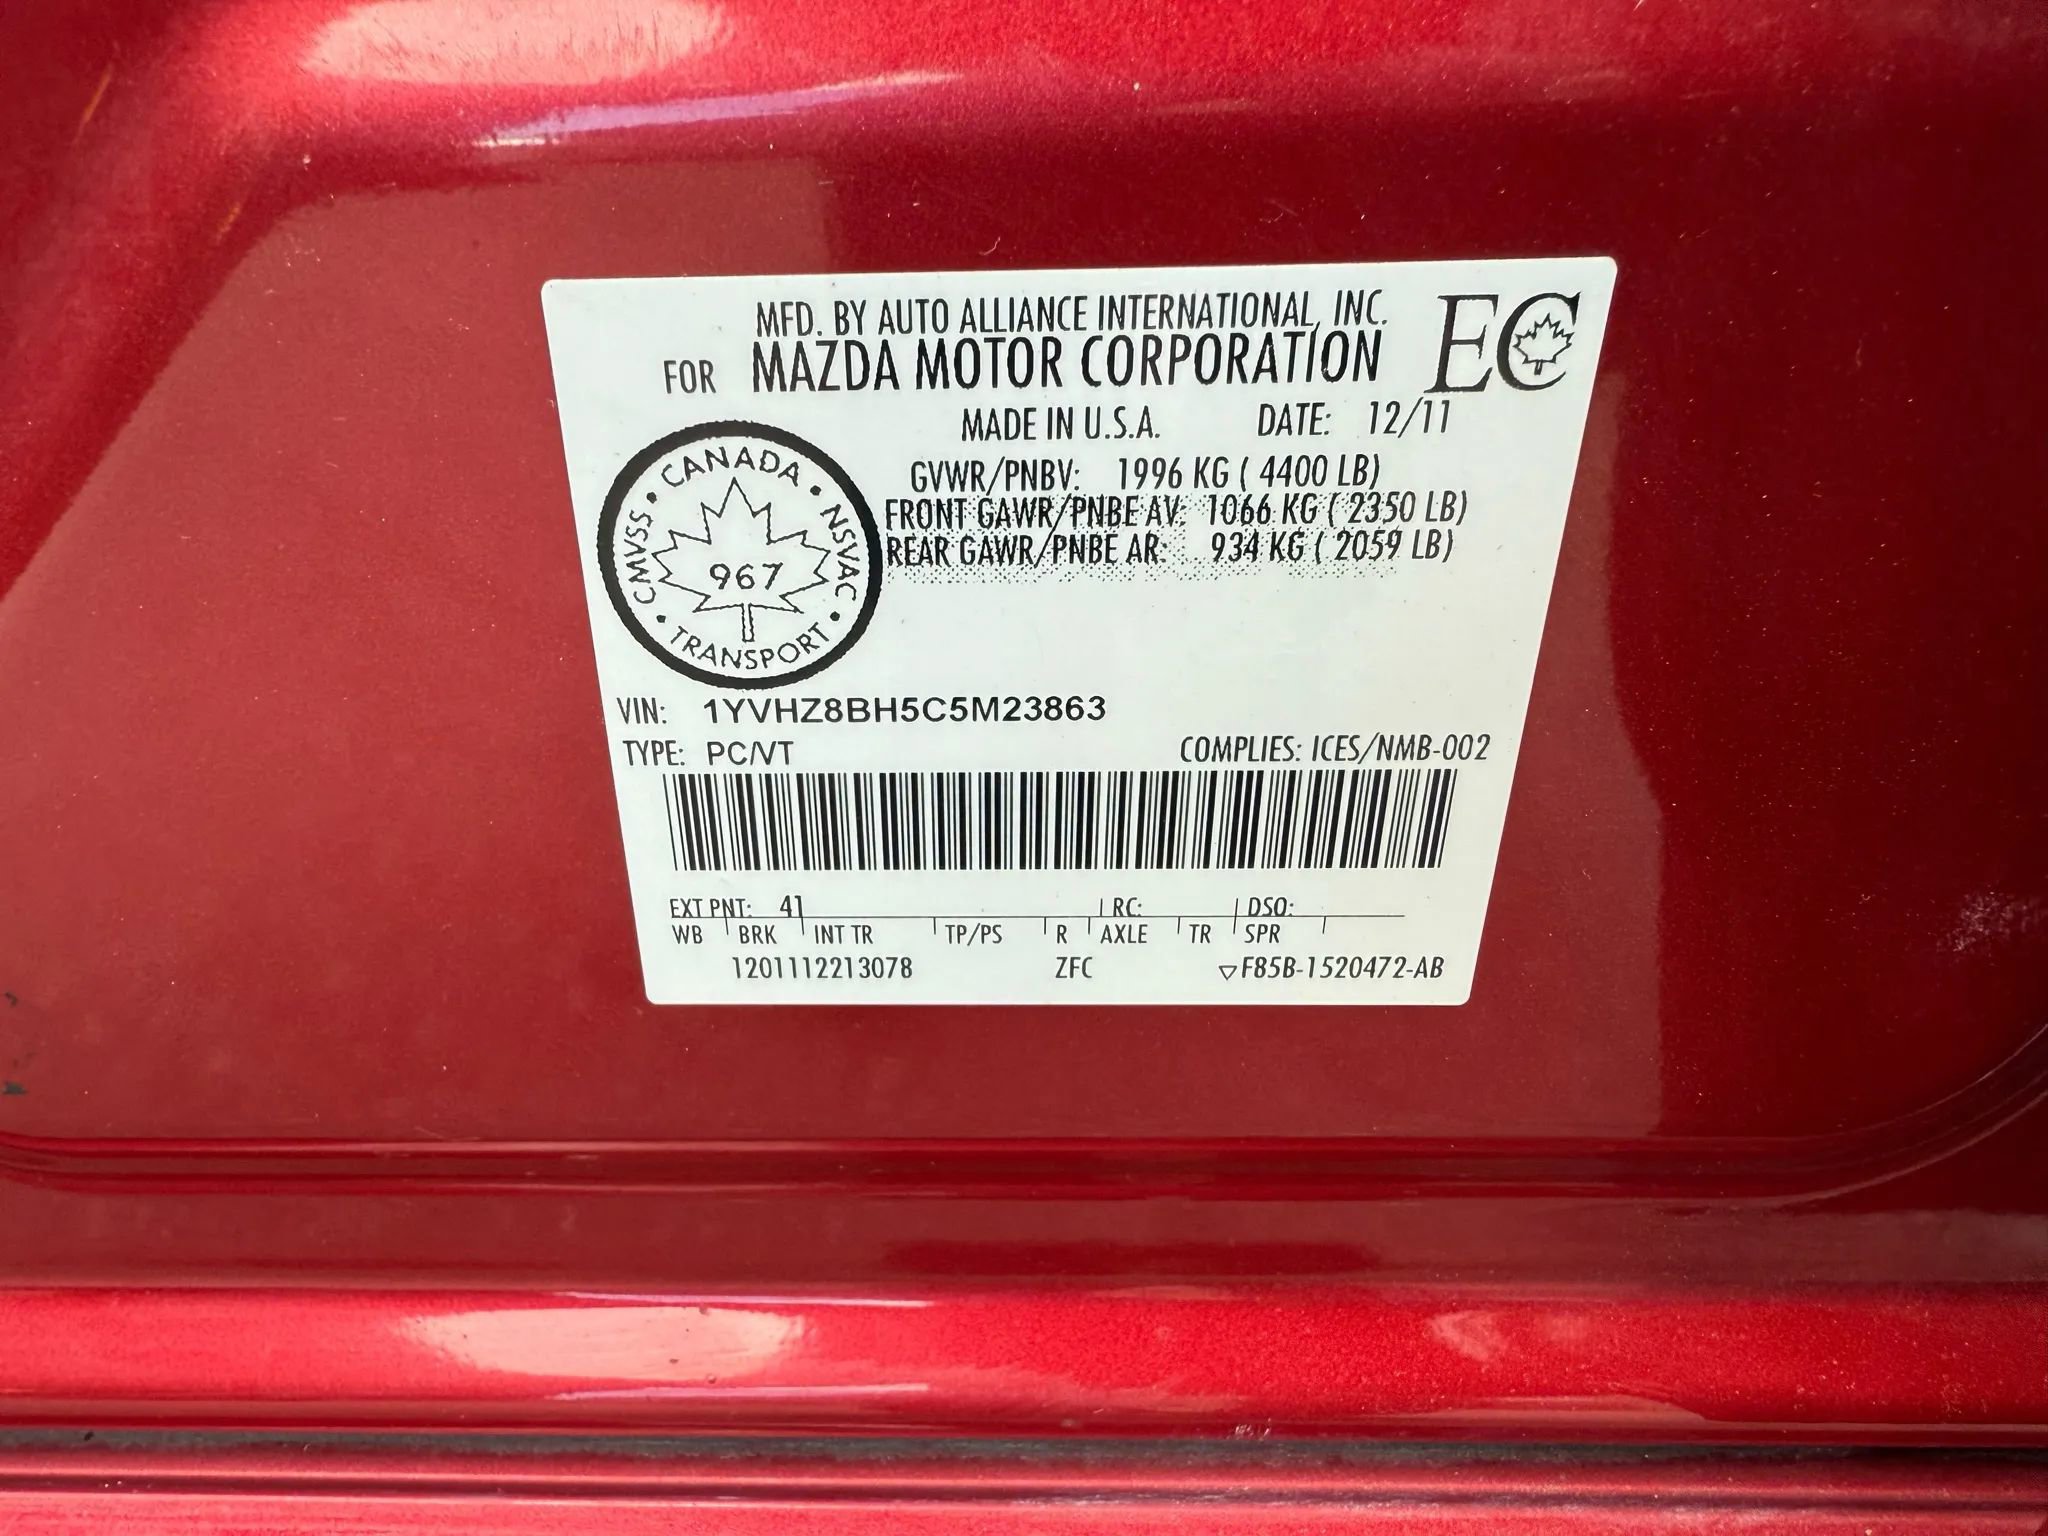 MFD. BY AUTO ALLIANCE INTERNATIONAL, INC.
FOR MAZDA MOTOR CORPORATION
EC
MADE IN U.S.A. DATE: 12/11
GVWR/PNBV: 1996 KG ( 4400 LB)
FRONT GAWR/PNBE AV: 1066 KG ( 2350 LB)
REAR GAWR/PNBE AR: 934 KG ( 2059 LB)
CANADA
CMVSS • NSVAC
967
TRANSPORT
VIN: 1YVHZ8BH5C5M23863
TYPE: PC/VT COMPLIES: ICES/NMB-002
EXT PNT: 41 RC: DSO:
WB BRK INT TR TP/PS R AXLE TR SPR
1201112213078 ZFC ▽F85B-1520472-AB